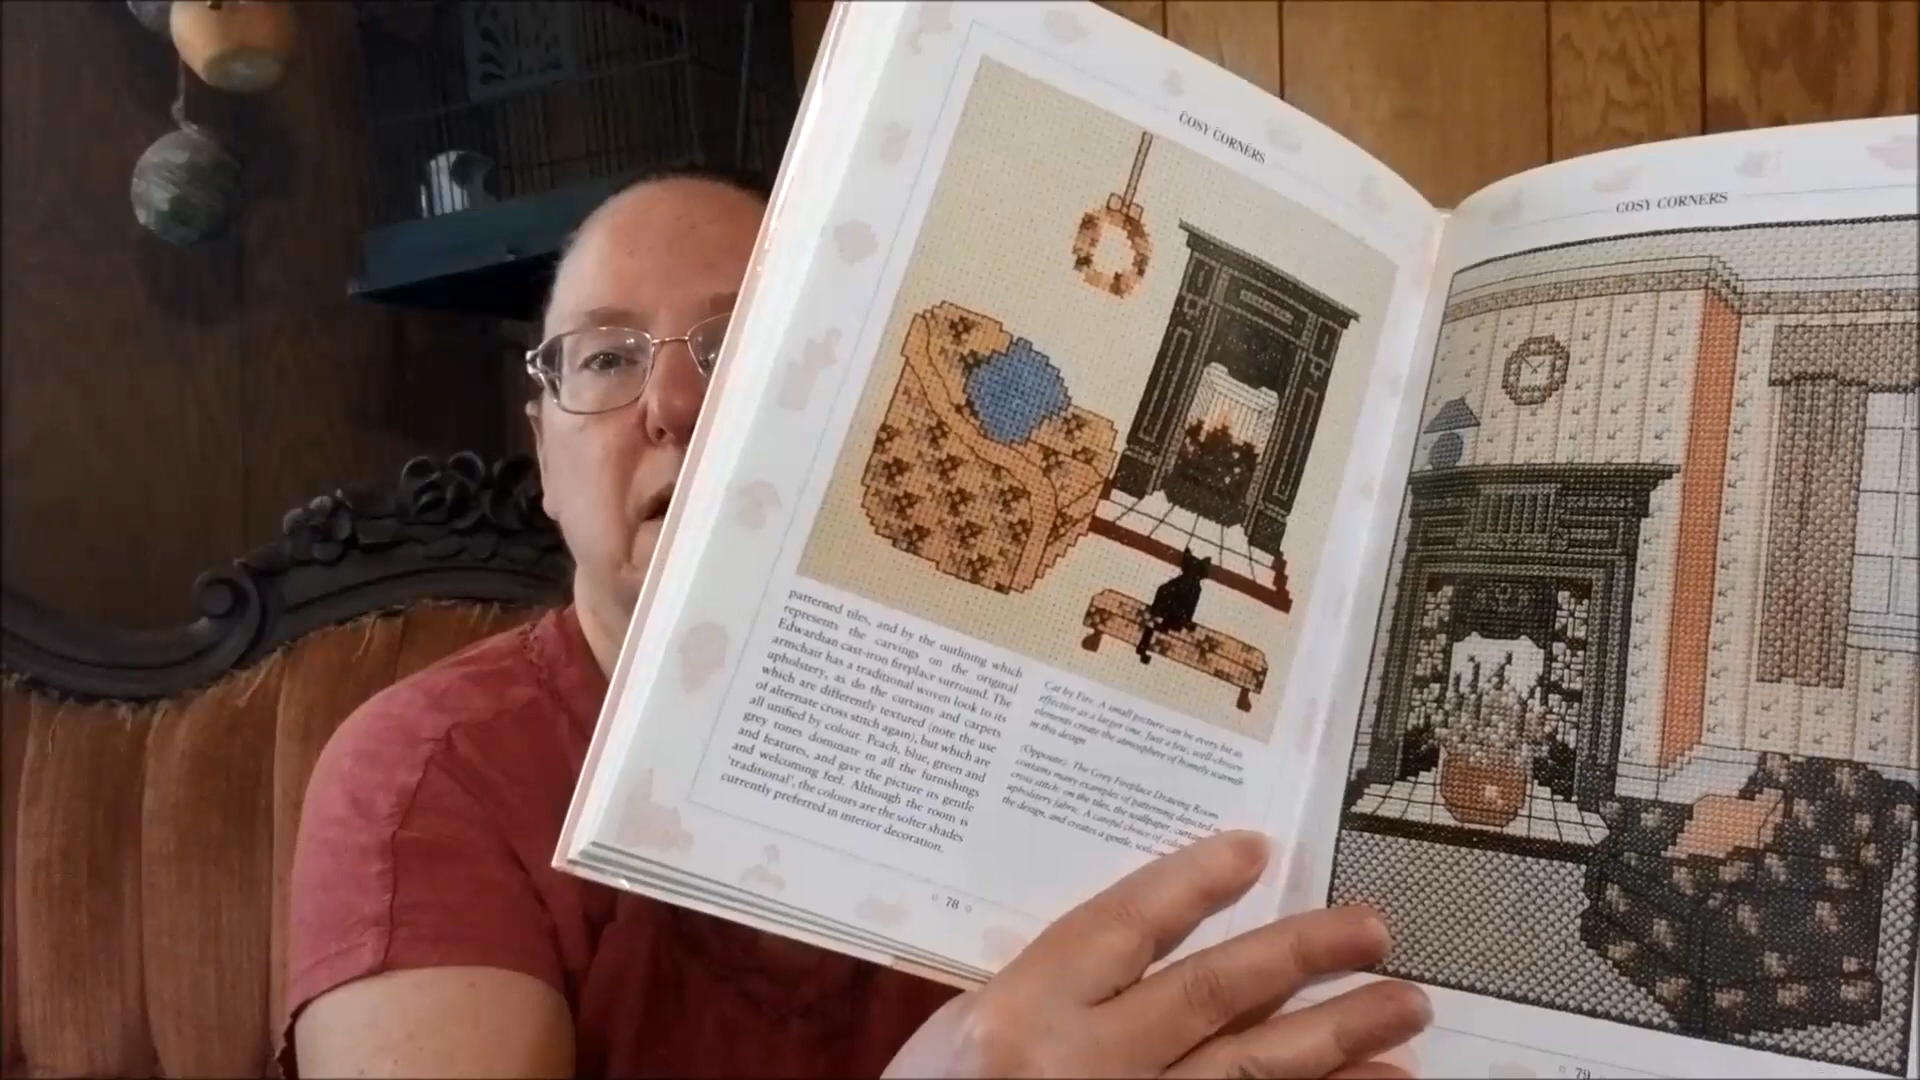 COSY CORNERS
patterned tiles, and by the outlining which
represents the carvings on the original
Edwardian cast-iron fireplace surround. The
armchair has a traditional woven look to its
upholstery, as do the curtains and carpets
which are differently textured (note the use
of alternate cross stitch again), but which are
all unified by colour. Peach, blue, green and
grey tones dominate in all the furnishings
and features, and give the picture its gentle
and welcoming feel. Although the room is
'traditional', the colours are the softer shades
currently preferred in interior decoration.
Cat by Fire. A small picture can be every bit as
effective as a larger one. Just a few, well-chosen
elements create the atmosphere of homely warmth
in this design
(Opposite). The Grey Fireplace Drawing Room
contains many examples of patterning depicted in
cross stitch: on the tiles, the wallpaper,
upholstery fabric. A careful choice of
the design, and creates a gentle,
78
COSY CORNERS
79